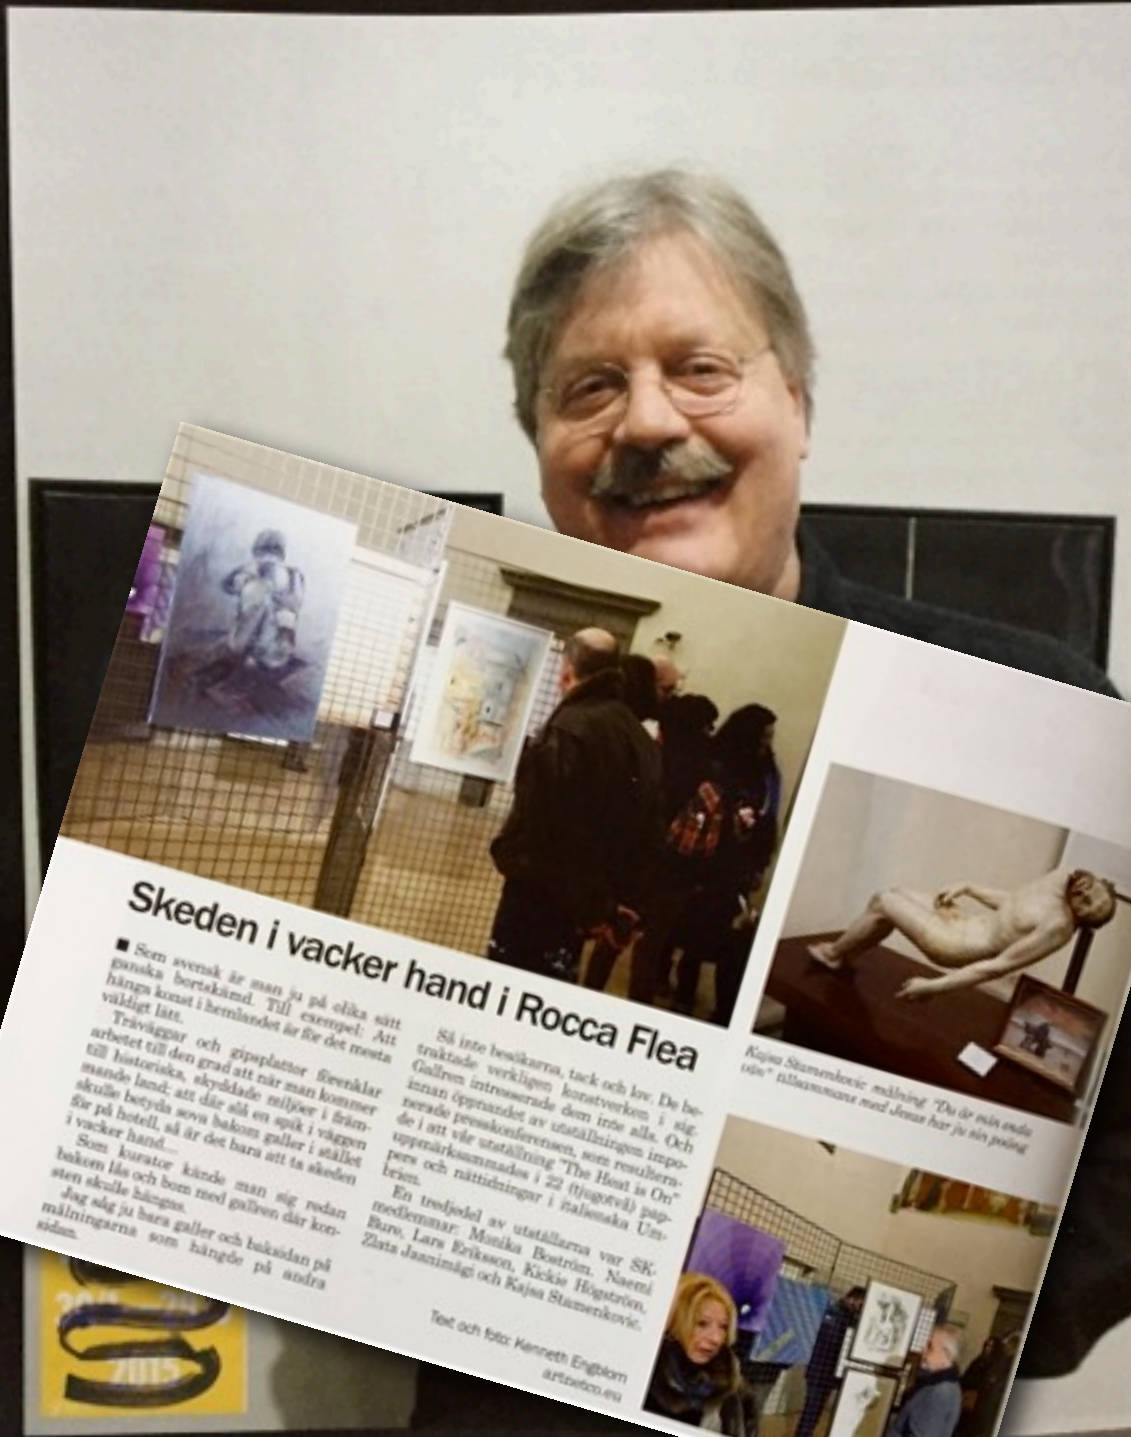 Skeden i vacker hand i Rocca Flea
■ Som svensk är man ju på olika sätt
ganska bortskämd. Till exempel: Att
hänga konst i hemlandet är för det mesta
väldigt lätt.
Träväggar och gipsplattor förenklar
arbetet till den grad att när man kommer
till historiska, skyddade miljöer i främ-
mande land; att där slå en spik i väggen
skulle betyda sova bakom galler i stället
för på hotell, så är det bara att ta skeden
i vacker hand...
Som kurator kände man sig redan
bakom lås och bom med gallren där kon-
sten skulle hängas.
Jag såg ju bara galler och baksidan på
målningarna som hängde på andra
sidan.
Så inte besökarna, tack och lov. De be-
traktade verkligen konstverken i sig.
Gallren intresserade dem inte alls. Och
innan öppnandet av utställningen impo-
nerade presskonferensen, som resultera-
de i att vår utställning "The Heat is On"
uppmärksammades i 22 (tjugotvå) pap-
pers och nättidningar i italienska Um-
brien.
En tredjedel av utställarna var SK-
medlemmar: Monika Boström, Naemi
Bure, Lars Eriksson, Kickie Högström,
Zlata Jaanimägi och Kajsa Stamenkovic.
Text och foto: Kenneth Engblom
artnetco.eu
Kajsa Stamenkovic målning "Du är min enda
vän" tillsammans med Jesus har ju sin poäng
2015